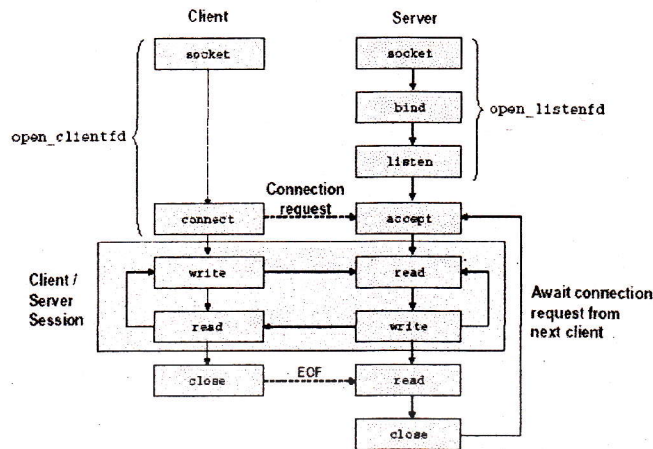 Client
Server
socket
socket
bind
open_clientfd
open_listenfd
listen
Connection
request
connect
accept
Client /
Server
Session
write
read
Await connection
request from
next client
read
write
close
EOF
read
close